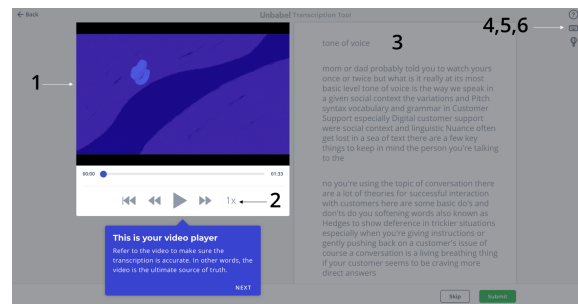 ← Back
Unbabel Transcription Tool
4,5,6
1
tone of voice
3
mom or dad probably told you to watch yours
once or twice but what is it really at its most
basic level tone of voice is the way we speak in
a given social context the variations and Pitch
syntax vocabulary and grammar in Customer
Support especially Digital customer support
were social context and linguistic Nuance often
get lost in a sea of text there are a few key
things to keep in mind the person you're talking
to the
no you're using the topic of conversation there
are a lot of theories for successful interaction
with customers here are some basic do's and
don'ts do you softening words also known as
Hedges to show deference in trickier situations
especially when you're giving instructions or
gently pushing back on a customer's issue of
course a conversation is a living breathing thing
if your customer seems to be craving more
direct answers
00:00
01:33
1x
2
This is your video player
Refer to the video to make sure the
transcription is accurate. In other words, the
video is the ultimate source of truth.
NEXT
Skip
Submit